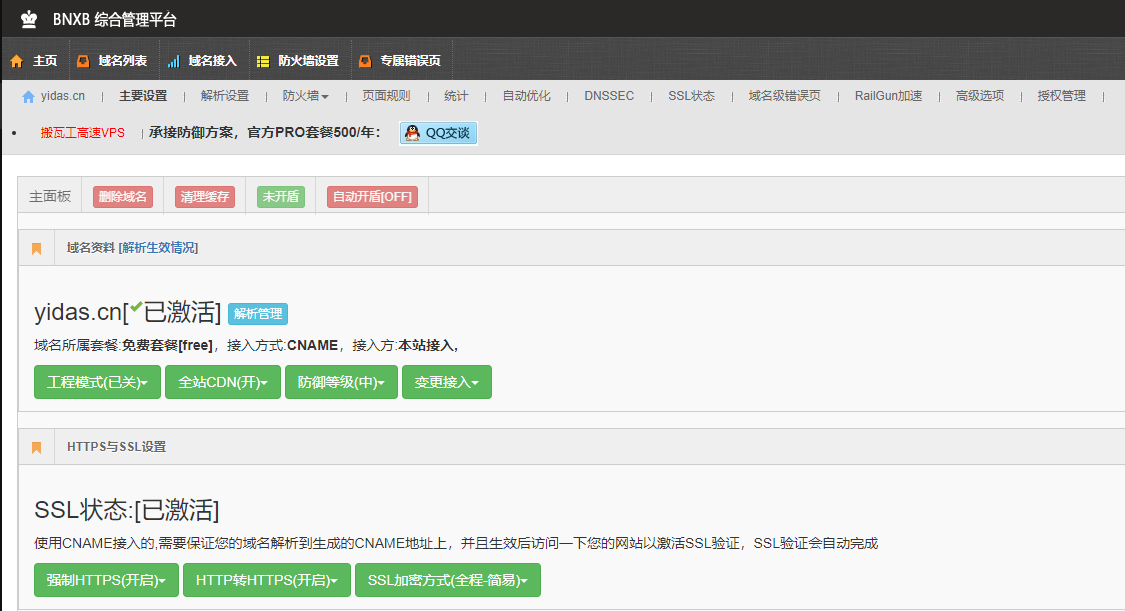 BNXB 综合管理平台
主页 域名列表 域名接入 防火墙设置 专属错误页
yidas.cn | 主要设置 | 解析设置 | 防火墙 | 页面规则 | 统计 | 自动优化 | DNSSEC | SSL状态 | 域名级错误页 | RailGun加速 | 高级选项 | 授权管理 |
搬瓦工高速VPS | 承接防御方案，官方PRO套餐500/年： QQ交谈
主面板 删除域名 清理缓存 未开盾 自动开盾[OFF]
域名资料 [解析生效情况]
yidas.cn[已激活] 解析管理
域名所属套餐:免费套餐[free]，接入方式:CNAME，接入方:本站接入,
工程模式(已关) 全站CDN(开) 防御等级(中) 变更接入
HTTPS与SSL设置
SSL状态:[已激活]
使用CNAME接入的,需要保证您的域名解析到生成的CNAME地址上，并且生效后访问一下您的网站以激活SSL验证，SSL验证会自动完成
强制HTTPS(开启) HTTP转HTTPS(开启) SSL加密方式(全程-简易)